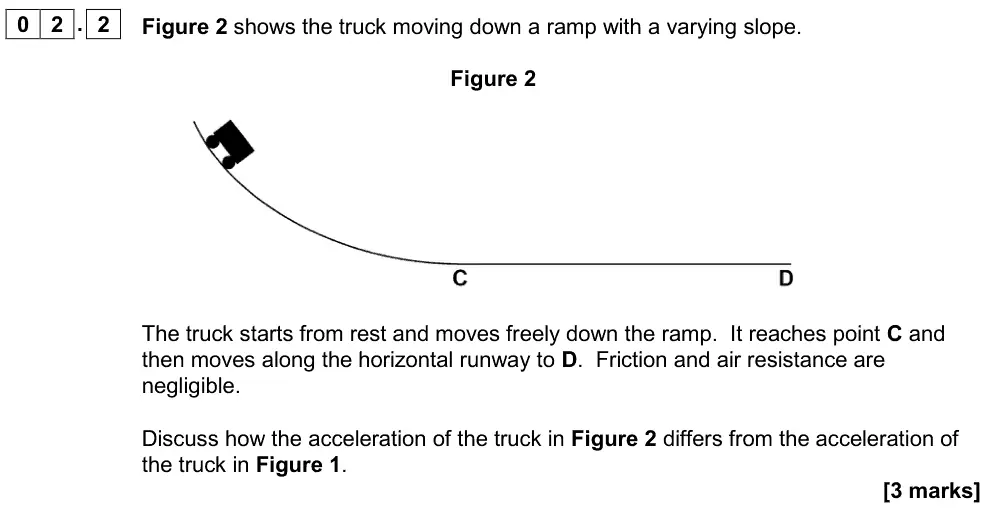 0 2 . 2 Figure 2 shows the truck moving down a ramp with a varying slope.
Figure 2
C D
The truck starts from rest and moves freely down the ramp. It reaches point C and
then moves along the horizontal runway to D. Friction and air resistance are
negligible.
Discuss how the acceleration of the truck in Figure 2 differs from the acceleration of
the truck in Figure 1.
[3 marks]